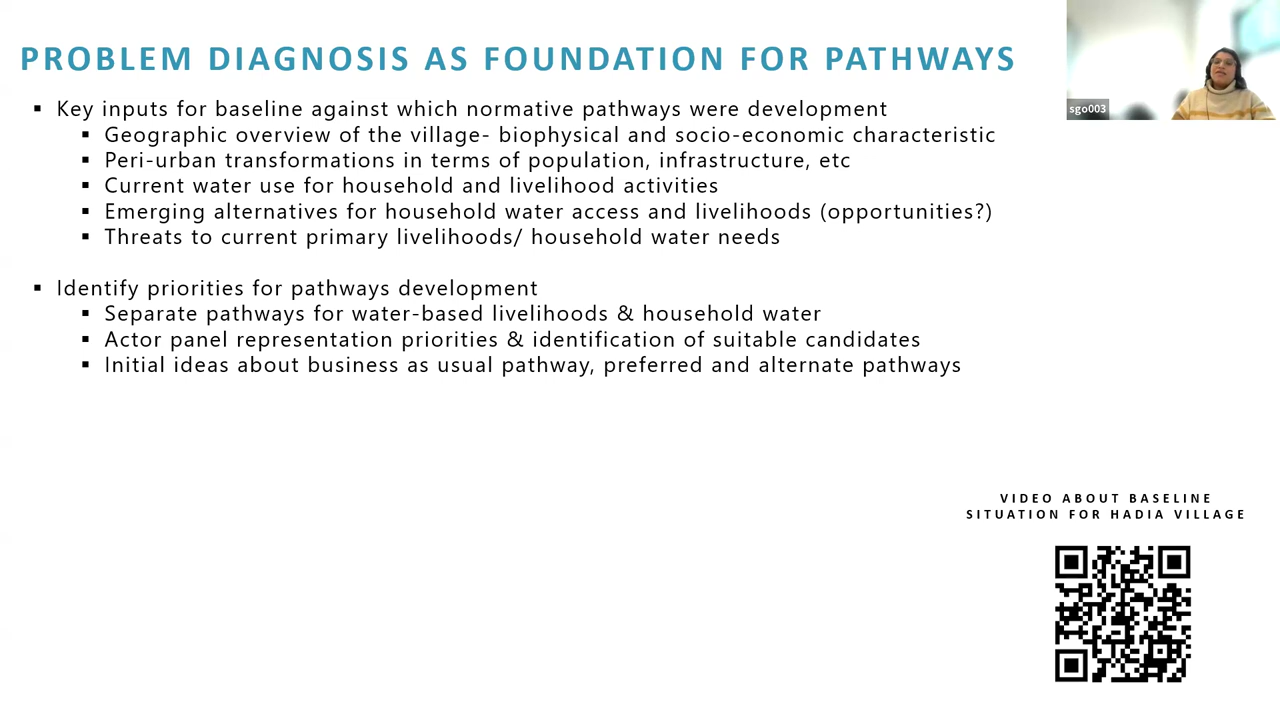 PROBLEM DIAGNOSIS AS FOUNDATION FOR PATHWAYS
sgo003
▪ Key inputs for baseline against which normative pathways were development
▪ Geographic overview of the village- biophysical and socio-economic characteristic
▪ Peri-urban transformations in terms of population, infrastructure, etc
▪ Current water use for household and livelihood activities
▪ Emerging alternatives for household water access and livelihoods (opportunities?)
▪ Threats to current primary livelihoods/ household water needs
▪ Identify priorities for pathways development
▪ Separate pathways for water-based livelihoods & household water
▪ Actor panel representation priorities & identification of suitable candidates
▪ Initial ideas about business as usual pathway, preferred and alternate pathways
VIDEO ABOUT BASELINE
SITUATION FOR HADIA VILLAGE